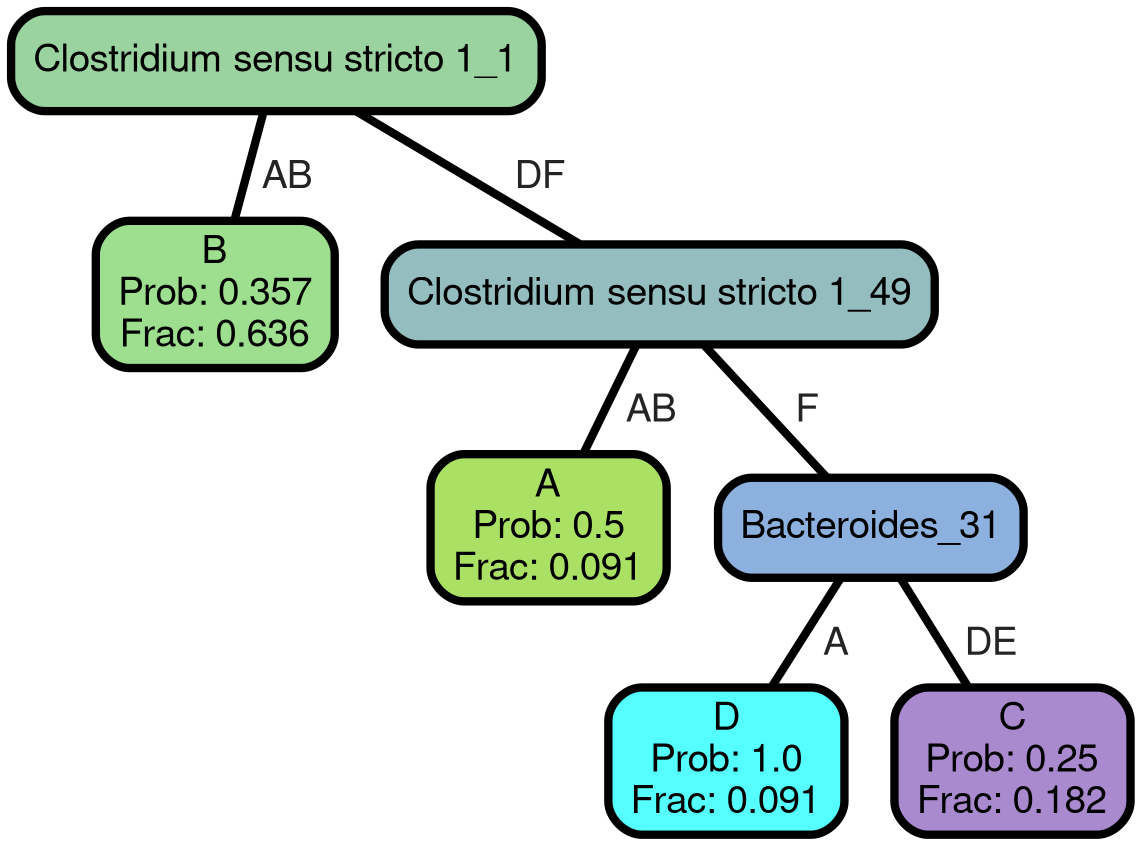 Clostridium sensu stricto 1_1
AB
DF
B
Prob: 0.357
Frac: 0.636
Clostridium sensu stricto 1_49
AB
F
A
Prob: 0.5
Frac: 0.091
Bacteroides_31
A
DE
D
Prob: 1.0
Frac: 0.091
C
Prob: 0.25
Frac: 0.182